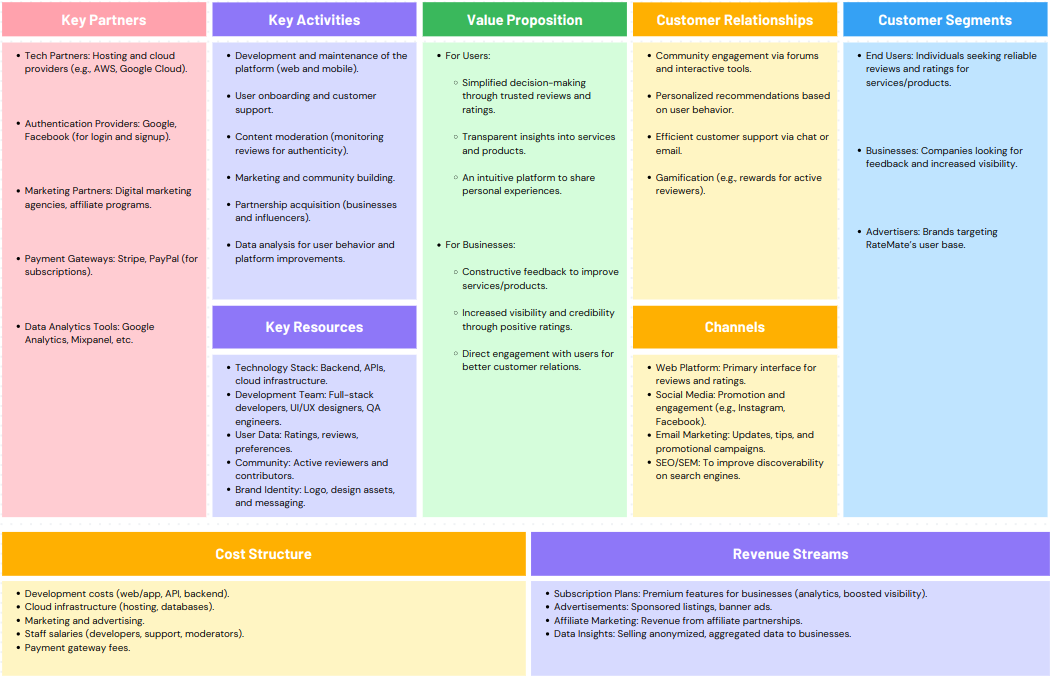 Key Partners
• Tech Partners: Hosting and cloud
providers (e.g., AWS, Google Cloud).
• Authentication Providers: Google,
Facebook (for login and signup).
• Marketing Partners: Digital marketing
agencies, affiliate programs.
• Payment Gateways: Stripe, PayPal (for
subscriptions).
• Data Analytics Tools: Google
Analytics, Mixpanel, etc.
Key Activities
• Development and maintenance of the
platform (web and mobile).
• User onboarding and customer
support.
• Content moderation (monitoring
reviews for authenticity).
• Marketing and community building.
• Partnership acquisition (businesses
and influencers).
• Data analysis for user behavior and
platform improvements.
Key Resources
• Technology Stack: Backend, APIs,
cloud infrastructure.
• Development Team: Full-stack
developers, UI/UX designers, QA
engineers.
• User Data: Ratings, reviews,
preferences.
• Community: Active reviewers and
contributors.
• Brand Identity: Logo, design assets,
and messaging.
Value Proposition
• For Users:
○ Simplified decision-making
through trusted reviews and
ratings.
○ Transparent insights into services
and products.
○ An intuitive platform to share
personal experiences.
• For Businesses:
○ Constructive feedback to improve
services/products.
○ Increased visibility and credibility
through positive ratings.
○ Direct engagement with users for
better customer relations.
Customer Relationships
• Community engagement via forums
and interactive tools.
• Personalized recommendations based
on user behavior.
• Efficient customer support via chat or
email.
• Gamification (e.g., rewards for active
reviewers).
Channels
• Web Platform: Primary interface for
reviews and ratings.
• Social Media: Promotion and
engagement (e.g., Instagram,
Facebook).
• Email Marketing: Updates, tips, and
promotional campaigns.
• SEO/SEM: To improve discoverability
on search engines.
Customer Segments
• End Users: Individuals seeking reliable
reviews and ratings for
services/products.
• Businesses: Companies looking for
feedback and increased visibility.
• Advertisers: Brands targeting
RateMate's user base.
Cost Structure
• Development costs (web/app, API, backend).
• Cloud infrastructure (hosting, databases).
• Marketing and advertising.
• Staff salaries (developers, support, moderators).
• Payment gateway fees.
Revenue Streams
• Subscription Plans: Premium features for businesses (analytics, boosted visibility).
• Advertisements: Sponsored listings, banner ads.
• Affiliate Marketing: Revenue from affiliate partnerships.
• Data Insights: Selling anonymized, aggregated data to businesses.